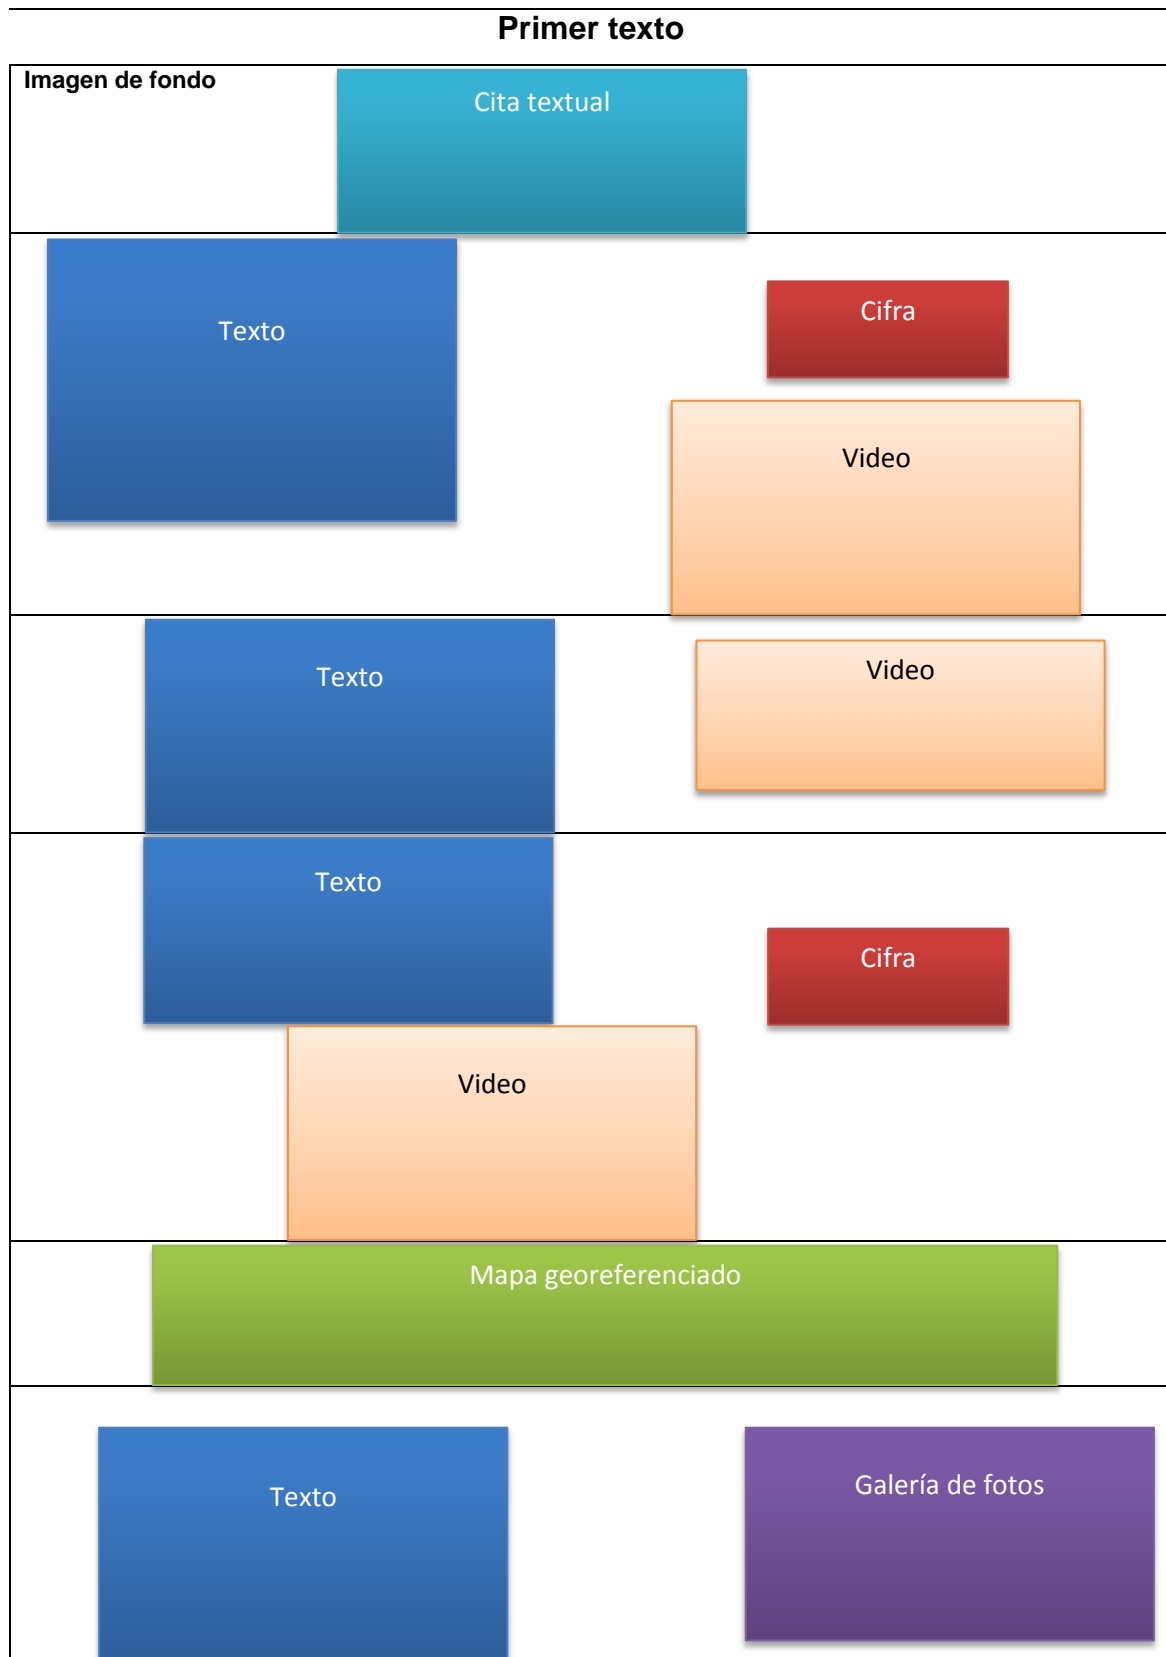 Primer texto
Imagen de fondo
Cita textual
Texto
Cifra
Video
Texto
Video
Texto
Cifra
Video
Mapa georeferenciado
Texto
Galería de fotos